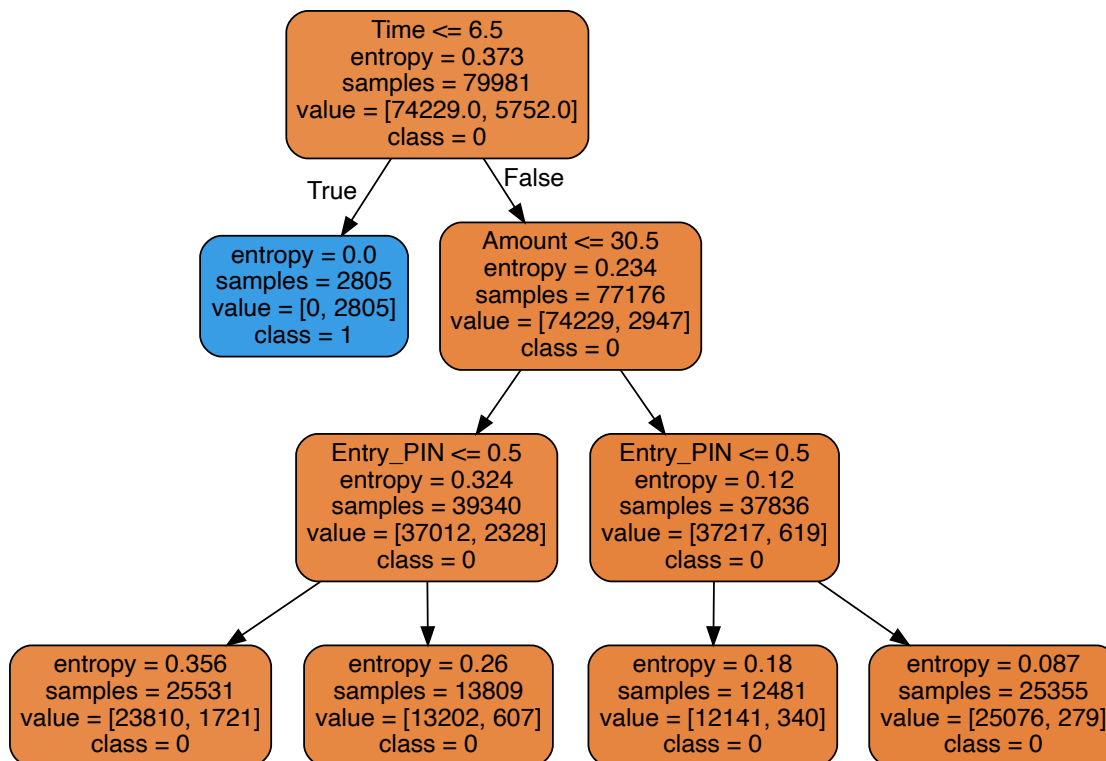 Time <= 6.5
entropy = 0.373
samples = 79981
value = [74229.0, 5752.0]
class = 0
True
False
entropy = 0.0
samples = 2805
value = [0, 2805]
class = 1
Amount <= 30.5
entropy = 0.234
samples = 77176
value = [74229, 2947]
class = 0
Entry_PIN <= 0.5
entropy = 0.324
samples = 39340
value = [37012, 2328]
class = 0
Entry_PIN <= 0.5
entropy = 0.12
samples = 37836
value = [37217, 619]
class = 0
entropy = 0.356
samples = 25531
value = [23810, 1721]
class = 0
entropy = 0.26
samples = 13809
value = [13202, 607]
class = 0
entropy = 0.18
samples = 12481
value = [12141, 340]
class = 0
entropy = 0.087
samples = 25355
value = [25076, 279]
class = 0